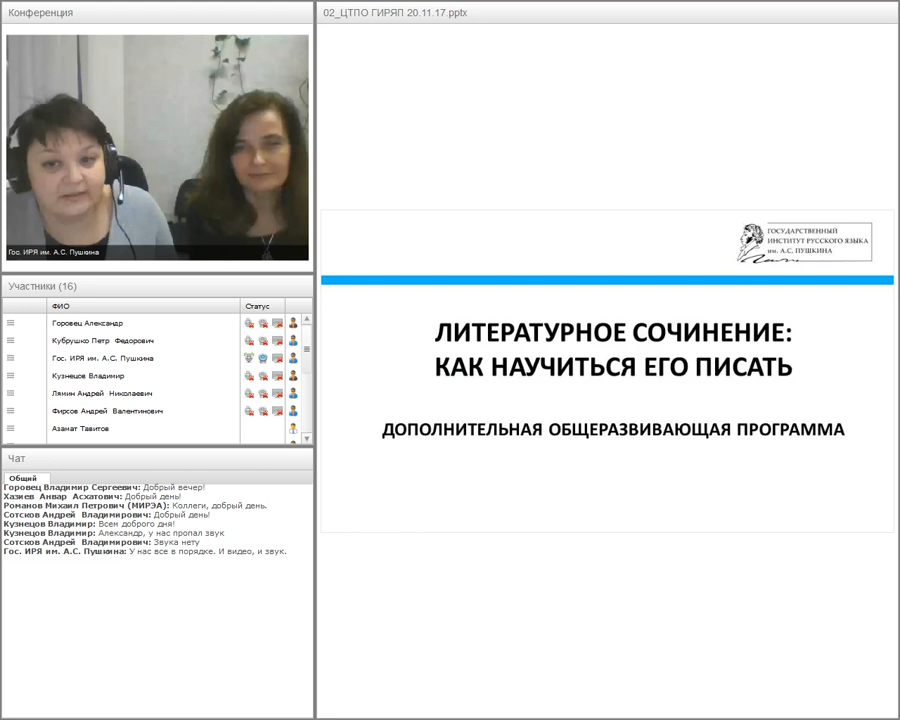 Конференция
Гос. ИРЯ им. А.С. Пушкина
Участники (16)
ФИО Статус
Горовец Александр
Кубрушко Петр Федорович
Гос. ИРЯ им. А.С. Пушкина
Кузнецов Владимир
Лямин Андрей Николаевич
Фирсов Андрей Валентинович
Азамат Тавитов
Чат
Общий
Горовец Владимир Сергеевич: Добрый вечер!
Хазиев Анвар Асхатович: Добрый день!
Романов Михаил Петрович (МИРЭА): Коллеги, добрый день.
Сотсков Андрей Владимирович: Добрый день!
Кузнецов Владимир: Всем доброго дня!
Кузнецов Владимир: Александр, у нас пропал звук
Сотсков Андрей Владимирович: Звука нету
Гос. ИРЯ им. А.С. Пушкина: У нас все в порядке. И видео, и звук.
02_ЦТПО ГИРЯП 20.11.17.pptx
ГОСУДАРСТВЕННЫЙ
ИНСТИТУТ РУССКОГО ЯЗЫКА
им. А.С. ПУШКИНА
ЛИТЕРАТУРНОЕ СОЧИНЕНИЕ:
КАК НАУЧИТЬСЯ ЕГО ПИСАТЬ
ДОПОЛНИТЕЛЬНАЯ ОБЩЕРАЗВИВАЮЩАЯ ПРОГРАММА